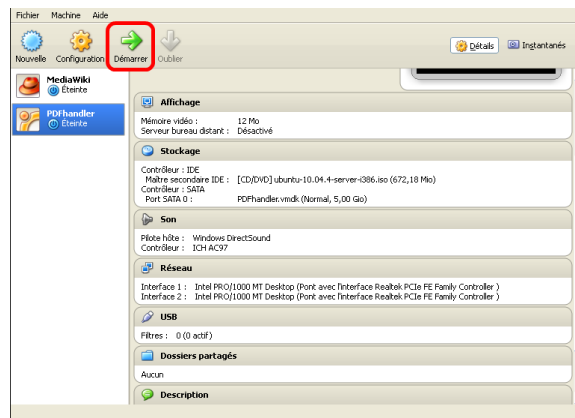 Fichier Machine Aide
Nouvelle Configuration Démarrer Oublier
Détails Instantanés
MediaWiki
Éteinte
PDFhandler
Éteinte
Affichage
Mémoire vidéo : 12 Mo
Serveur bureau distant : Désactivé
Stockage
Contrôleur : IDE
Maître secondaire IDE : [CD/DVD] ubuntu-10.04.4-server-i386.iso (672,18 Mio)
Contrôleur : SATA
Port SATA 0 : PDFhandler.vmdk (Normal, 5,00 Gio)
Son
Pilote hôte : Windows DirectSound
Contrôleur : ICH AC97
Réseau
Interface 1 : Intel PRO/1000 MT Desktop (Pont avec l'interface Realtek PCIe FE Family Controller )
Interface 2 : Intel PRO/1000 MT Desktop (Pont avec l'interface Realtek PCIe FE Family Controller )
USB
Filtres : 0 (0 actif)
Dossiers partagés
Aucun
Description